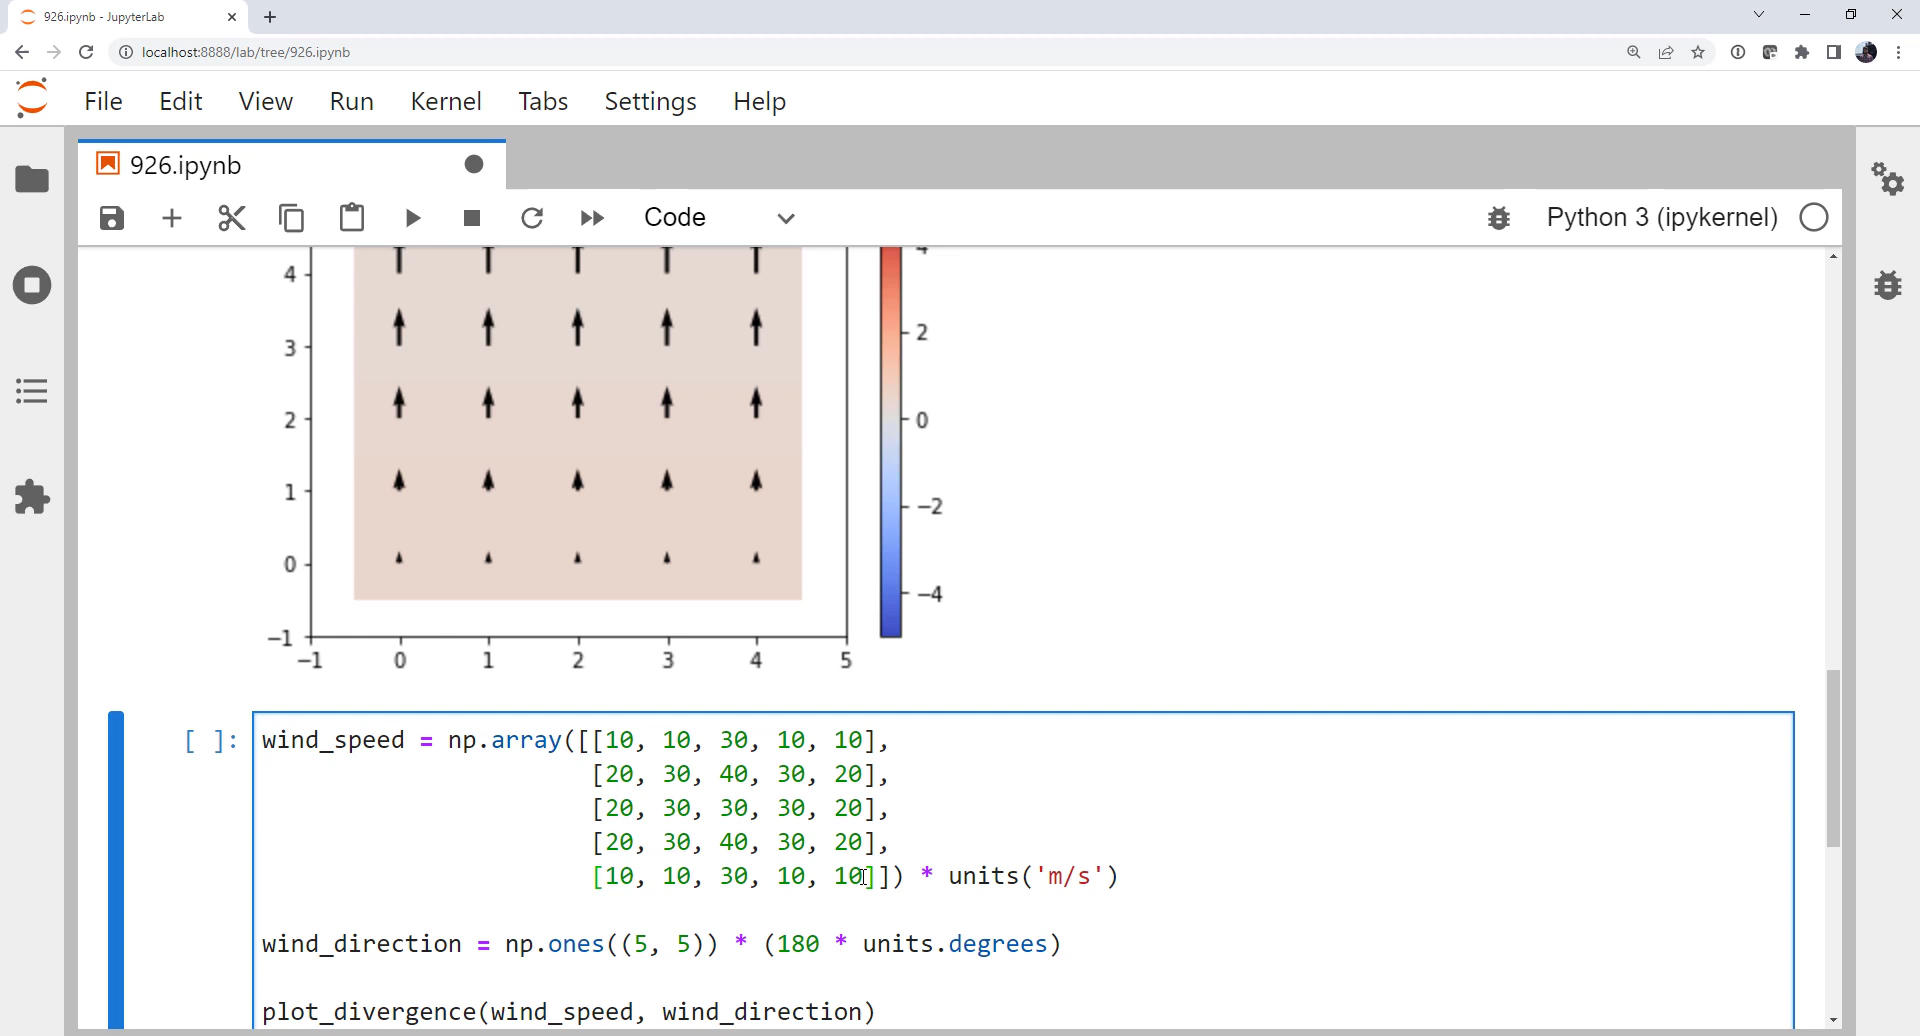 926.ipynb - JupyterLab
localhost:8888/lab/tree/926.ipynb
File Edit View Run Kernel Tabs Settings Help
926.ipynb
Code
Python 3 (ipykernel)
4
3
2
1
0
−1
−1 0 1 2 3 4 5
4
2
0
−2
−4
[ ]:
wind_speed = np.array([[10, 10, 30, 10, 10],
[20, 30, 40, 30, 20],
[20, 30, 30, 30, 20],
[20, 30, 40, 30, 20],
[10, 10, 30, 10, 10]]) * units('m/s')
wind_direction = np.ones((5, 5)) * (180 * units.degrees)
plot_divergence(wind_speed, wind_direction)